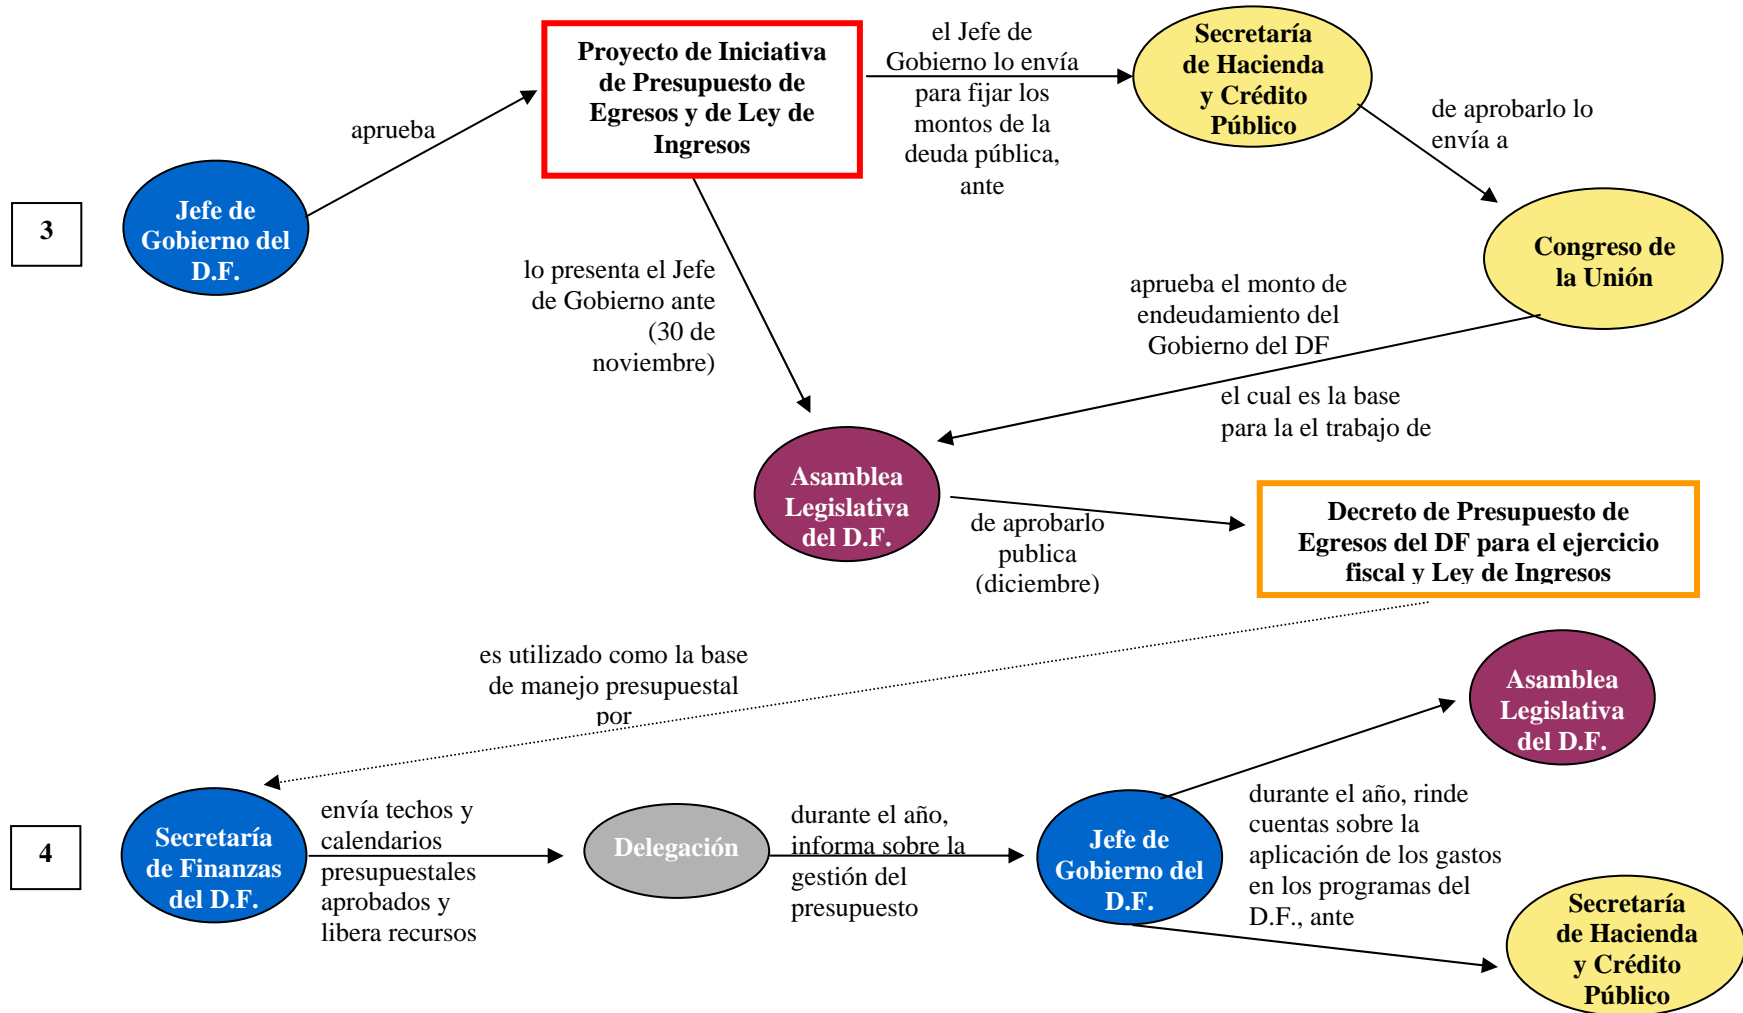 3
Jefe de
Gobierno del
D.F.
aprueba
Proyecto de Iniciativa
de Presupuesto de
Egresos y de Ley de
Ingresos
el Jefe de
Gobierno lo envía
para fijar los
montos de la
deuda pública,
ante
Secretaría
de Hacienda
y Crédito
Público
de aprobarlo lo
envía a
Congreso de
la Unión
lo presenta el Jefe
de Gobierno ante
(30 de
noviembre)
aprueba el monto de
endeudamiento del
Gobierno del DF
el cual es la base
para la el trabajo de
Asamblea
Legislativa
del D.F.
de aprobarlo
publica
(diciembre)
Decreto de Presupuesto de
Egresos del DF para el ejercicio
fiscal y Ley de Ingresos
es utilizado como la base
de manejo presupuestal
por
4
Secretaría
de Finanzas
del D.F.
envía techos y
calendarios
presupuestales
aprobados y
libera recursos
Delegación
durante el año,
informa sobre la
gestión del
presupuesto
Jefe de
Gobierno del
D.F.
Asamblea
Legislativa
del D.F.
durante el año, rinde
cuentas sobre la
aplicación de los gastos
en los programas del
D.F., ante
Secretaría
de Hacienda
y Crédito
Público